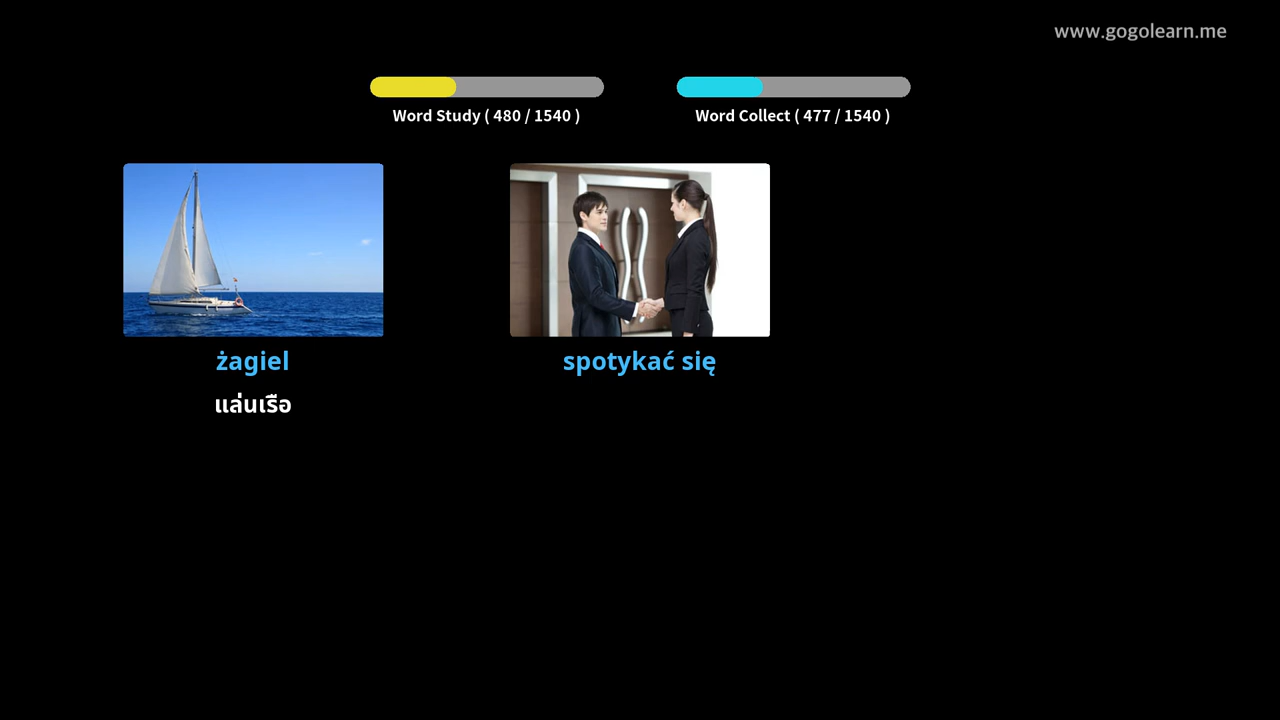 www.gogolearn.me
Word Study ( 480 / 1540 )
Word Collect ( 477 / 1540 )
żagiel
spotykać się
แล่นเรือ